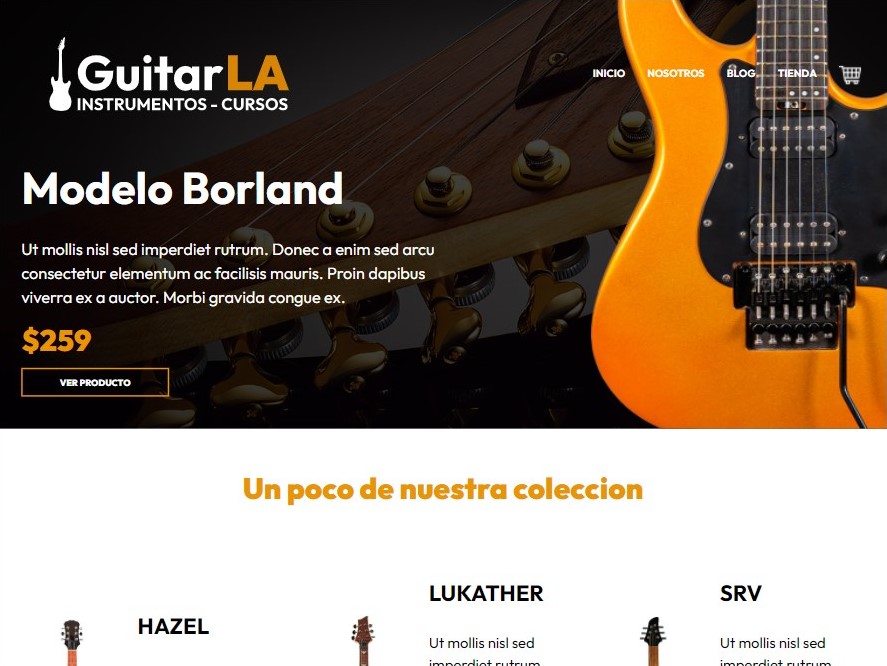 GuitarLA
INSTRUMENTOS - CURSOS
INICIO NOSOTROS BLOG TIENDA
Modelo Borland
Ut mollis nisl sed imperdiet rutrum. Donec a enim sed arcu
consectetur elementum ac facilisis mauris. Proin dapibus
viverra ex a auctor. Morbi gravida congue ex.
$259
VER PRODUCTO
Un poco de nuestra coleccion
HAZEL
LUKATHER
Ut mollis nisl sed
imperdiet rutrum
SRV
Ut mollis nisl sed
imperdiet rutrum